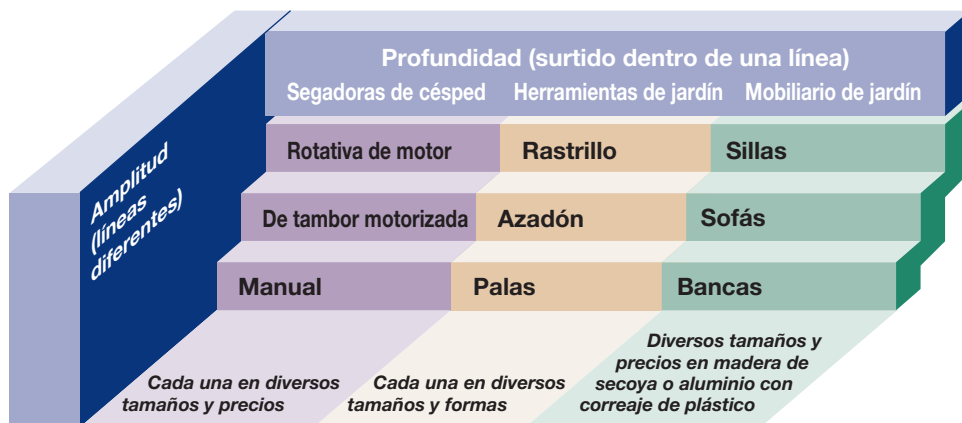 Profundidad (surtido dentro de una línea)
Segadoras de césped Herramientas de jardín Mobiliario de jardín
Amplitud
(líneas
diferentes)
Rotativa de motor Rastrillo Sillas
De tambor motorizada Azadón Sofás
Manual Palas Bancas
Cada una en diversos
tamaños y precios
Cada una en diversos
tamaños y formas
Diversos tamaños y
precios en madera de
secoya o aluminio con
correaje de plástico